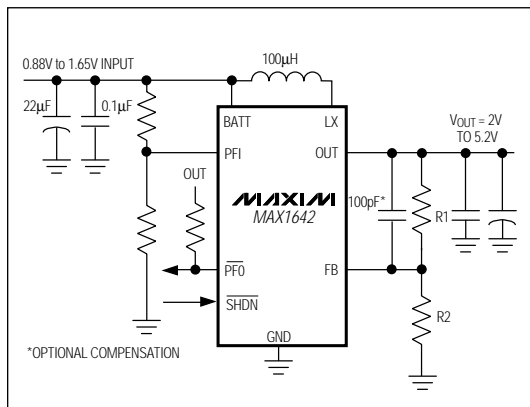 0.88V to 1.65V INPUT
100µH
22µF
0.1µF
BATT
LX
VOUT = 2V
TO 5.2V
PFI
OUT
OUT
MAXIM
MAX1642
100pF*
R1
PFO
FB
SHDN
R2
GND
*OPTIONAL COMPENSATION